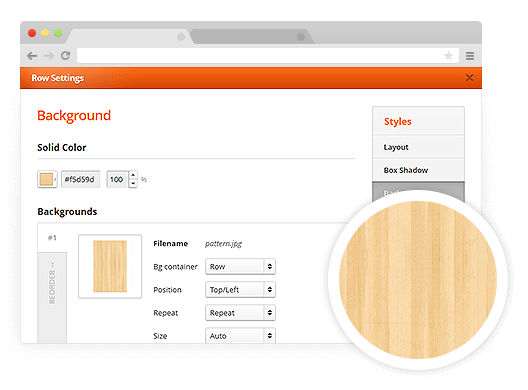 Row Settings
Background
Solid Color
#f5d59d 100 %
Backgrounds
#1
REORDER →
Filename pattern.jpg
Bg container Row
Position Top/Left
Repeat Repeat
Size Auto
Styles
Layout
Box Shadow